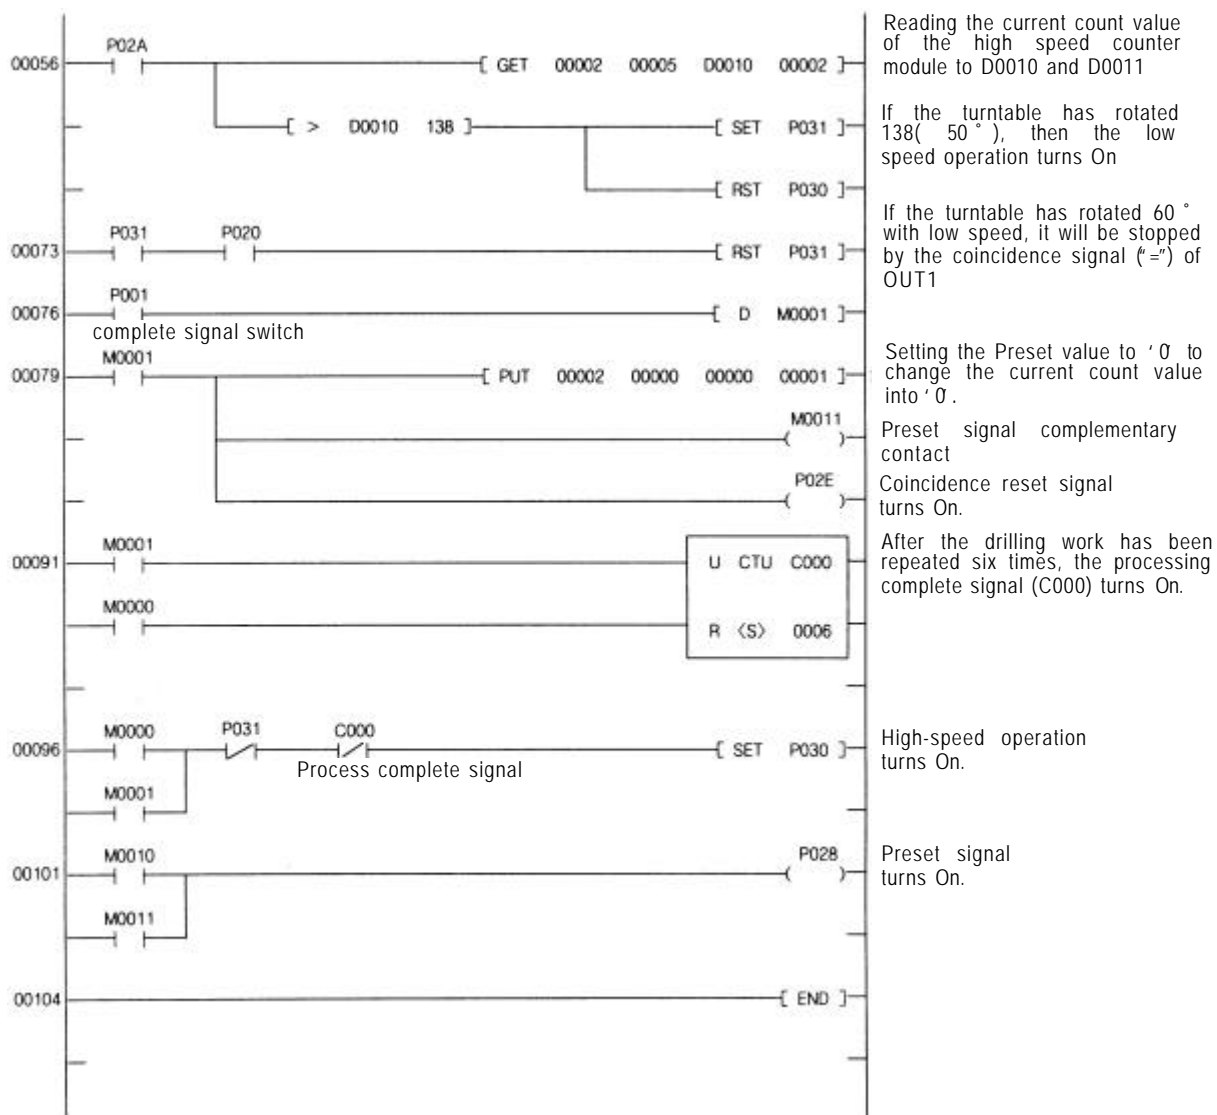 Reading the current count value
of the high speed counter
module to D0010 and D0011
P02A
00056 [ GET 00002 00005 D0010 00002 ]
If the turntable has rotated
138( 50 ° ), then the low
speed operation turns On
[ > D0010 138 ] [ SET P031 ]
[ RST P030 ]
If the turntable has rotated 60 °
with low speed, it will be stopped
by the coincidence signal (“=”) of
OUT1
P031 P020
00073 [ RST P031 ]
P001
00076 [ D M0001 ]
complete signal switch
M0001
00079 [ PUT 00002 00000 00000 00001 ]
Setting the Preset value to ‘ 0’ to
change the current count value
into ‘ 0’ .
M0011
Preset signal complementary
contact
P02E
Coincidence reset signal
turns On.
M0001
00091 U CTU C000
After the drilling work has been
repeated six times, the processing
complete signal (C000) turns On.
M0000
R 〈S〉 0006
M0000 P031 C000
00096 [ SET P030 ]
Process complete signal
High-speed operation
turns On.
M0001
M0010 P028
00101
Preset signal
turns On.
M0011
00104 [ END ]